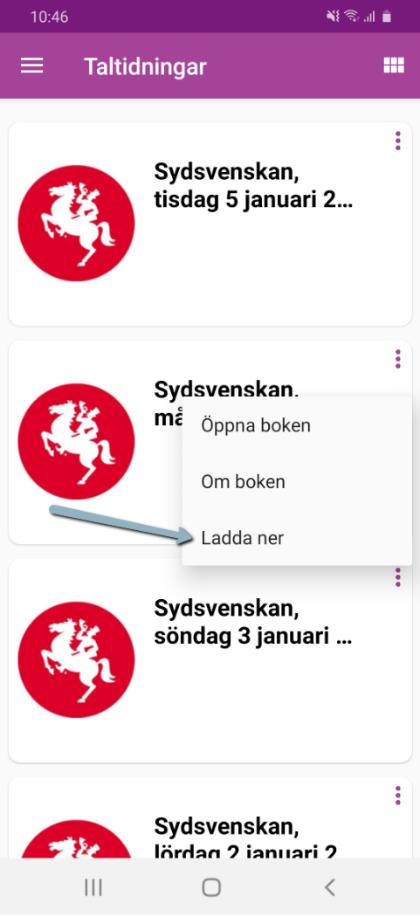 10:46
Taltidningar
Sydsvenskan,
tisdag 5 januari 2...
Sydsvenskan,
må
Öppna boken
Om boken
Ladda ner
Sydsvenskan,
söndag 3 januari ...
Sydsvenskan,
lördag 2 januari 2